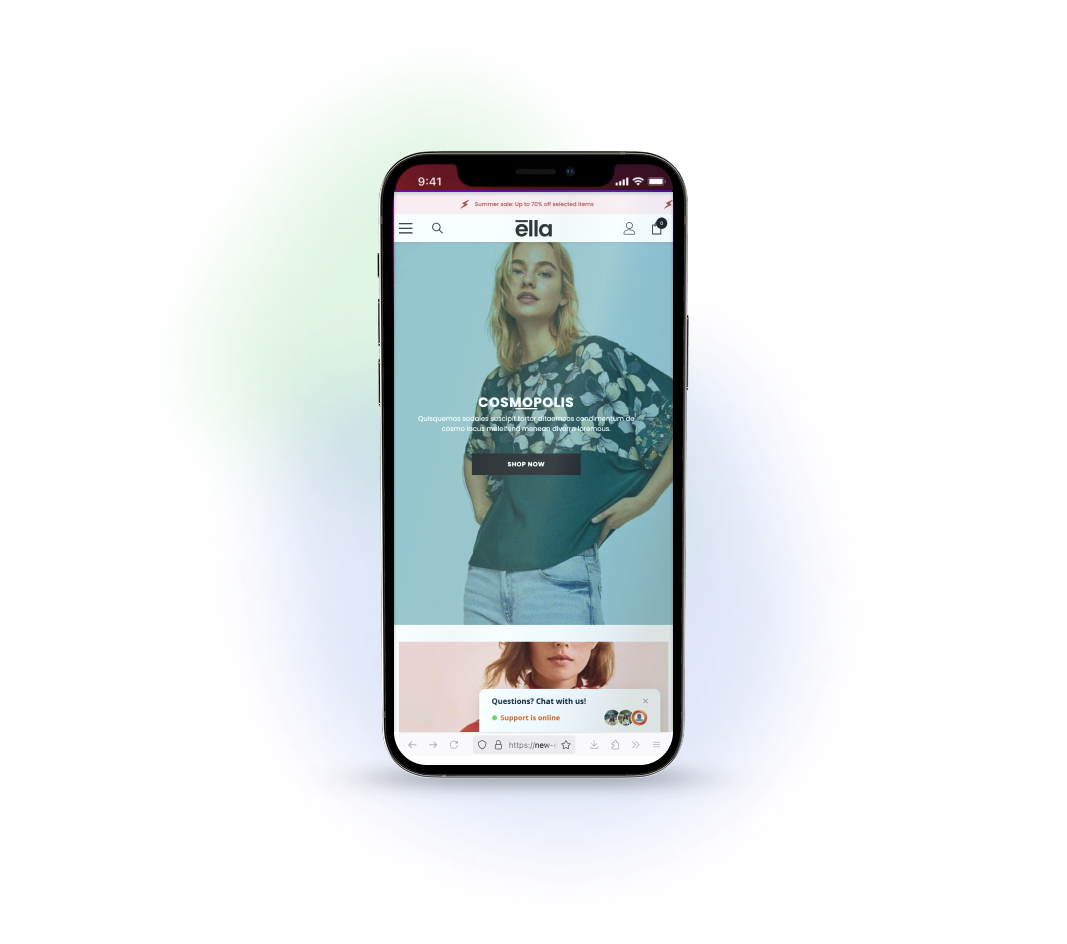 9:41
Summer sale: Up to 70% off selected items
ella
0
COSMOPOLIS
Quisquemos sodales suscipit tortor ditaemcos condimentum de
cosmo lacus meleifend menean diverra loremous.
SHOP NOW
Questions? Chat with us!
Support is online
https://new-